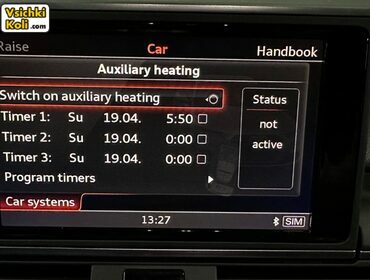 Vsichki
Koli.com
Raise
Car
Handbook
Auxiliary heating
Switch on auxiliary heating
Status
not
active
Timer 1: Su 19.04. 5:50
Timer 2: Su 19.04. 0:00
Timer 3: Su 19.04. 0:00
Program timers
Car systems
13:27
SIM